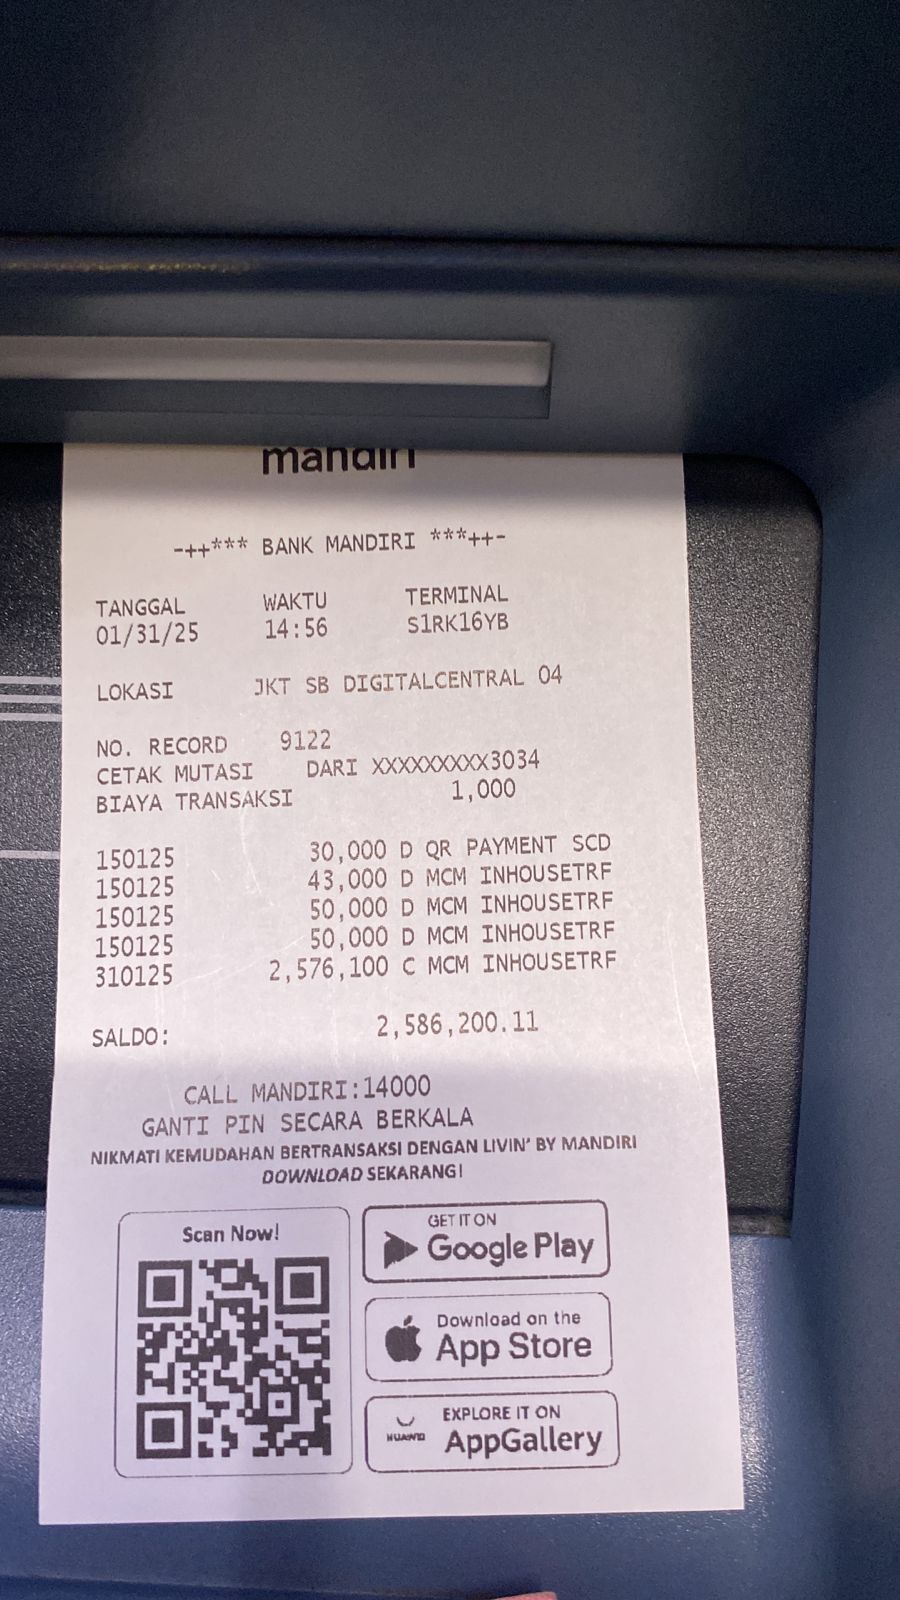 mandiri
-++*** BANK MANDIRI ***++-
TANGGAL WAKTU TERMINAL
01/31/25 14:56 S1RK16YB
LOKASI JKT SB DIGITALCENTRAL 04
NO. RECORD 9122
CETAK MUTASI DARI XXXXXXXXX3034
BIAYA TRANSAKSI 1,000
150125 30,000 D QR PAYMENT SCD
150125 43,000 D MCM INHOUSETRF
150125 50,000 D MCM INHOUSETRF
150125 50,000 D MCM INHOUSETRF
310125 2,576,100 C MCM INHOUSETRF
SALDO: 2,586,200.11
CALL MANDIRI:14000
GANTI PIN SECARA BERKALA
NIKMATI KEMUDAHAN BERTRANSAKSI DENGAN LIVIN' BY MANDIRI
DOWNLOAD SEKARANG!
Scan Now!
GET IT ON
Google Play
Download on the
App Store
HUAWEI
EXPLORE IT ON
AppGallery